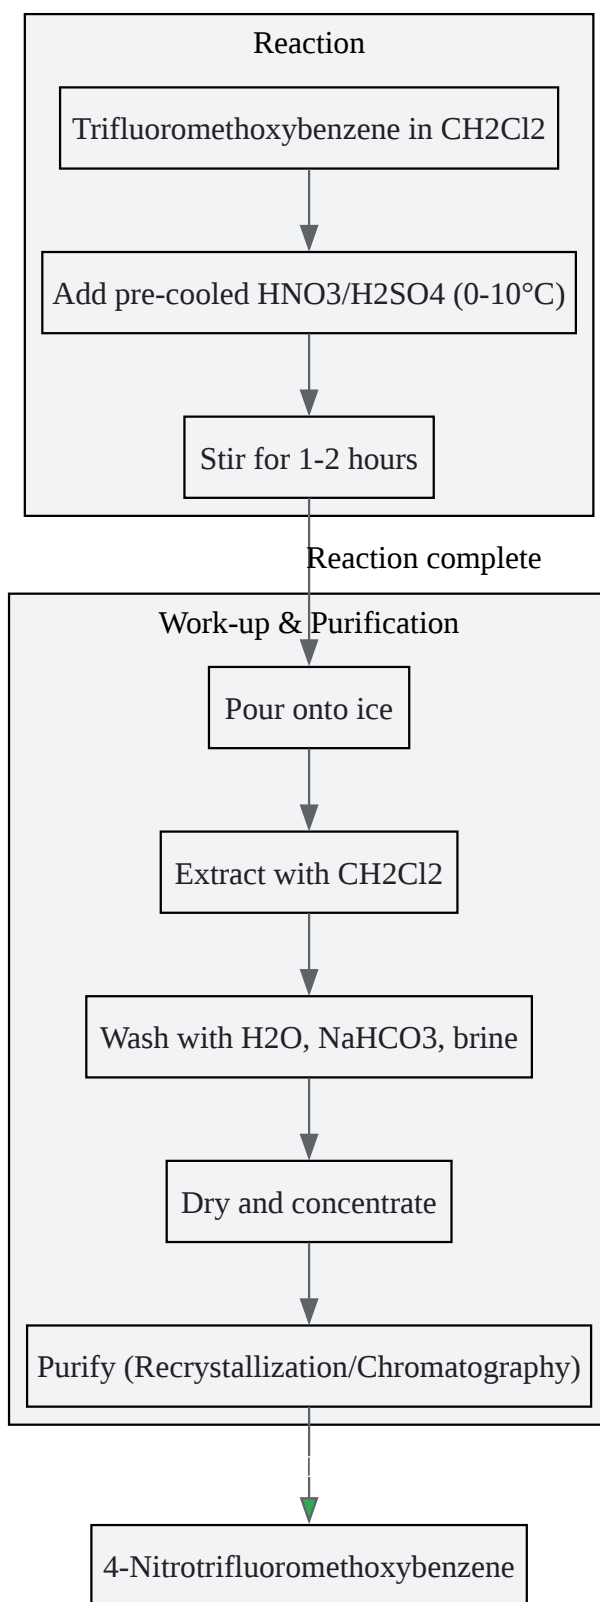 Reaction
Trifluoromethoxybenzene in CH2Cl2
Add pre-cooled HNO3/H2SO4 (0-10°C)
Stir for 1-2 hours
Reaction complete
Work-up & Purification
Pour onto ice
Extract with CH2Cl2
Wash with H2O, NaHCO3, brine
Dry and concentrate
Purify (Recrystallization/Chromatography)
4-Nitrotrifluoromethoxybenzene